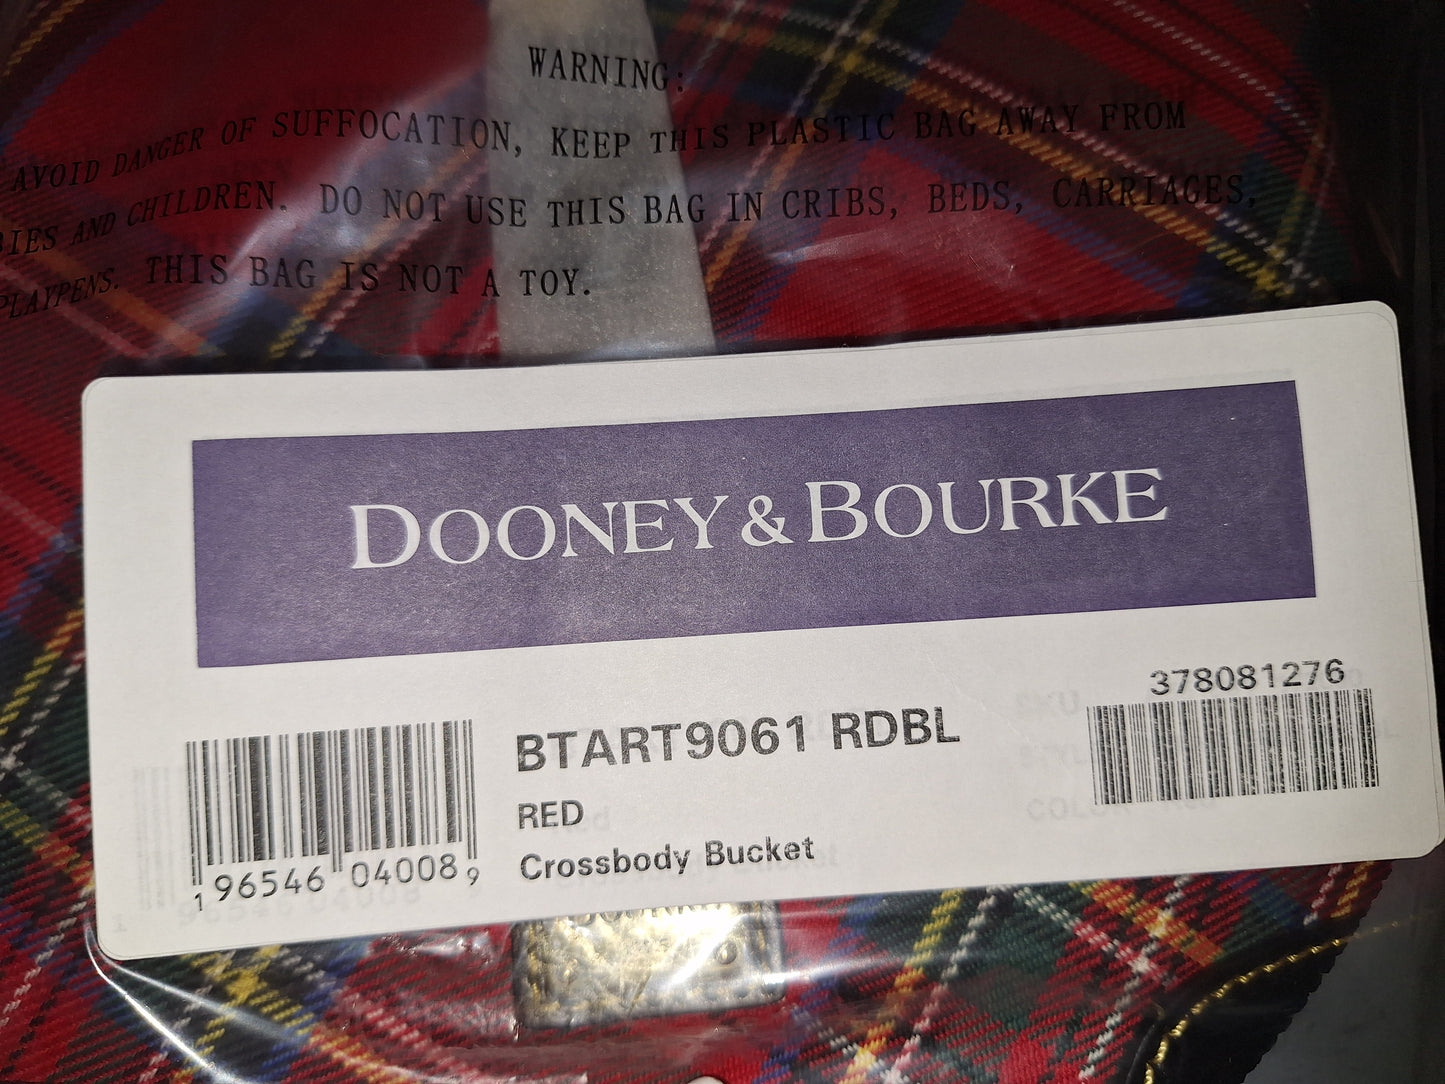 WARNING:
AVOID DANGER OF SUFFOCATION, KEEP THIS PLASTIC BAG AWAY FROM
AND CHILDREN. DO NOT USE THIS BAG IN CRIBS, BEDS, CARRIAGES,
PLAYPENS. THIS BAG IS NOT A TOY.
DOONEY & BOURKE
378081276
BTART9061 RDBL
RED
Crossbody Bucket
1 96546 04008 9